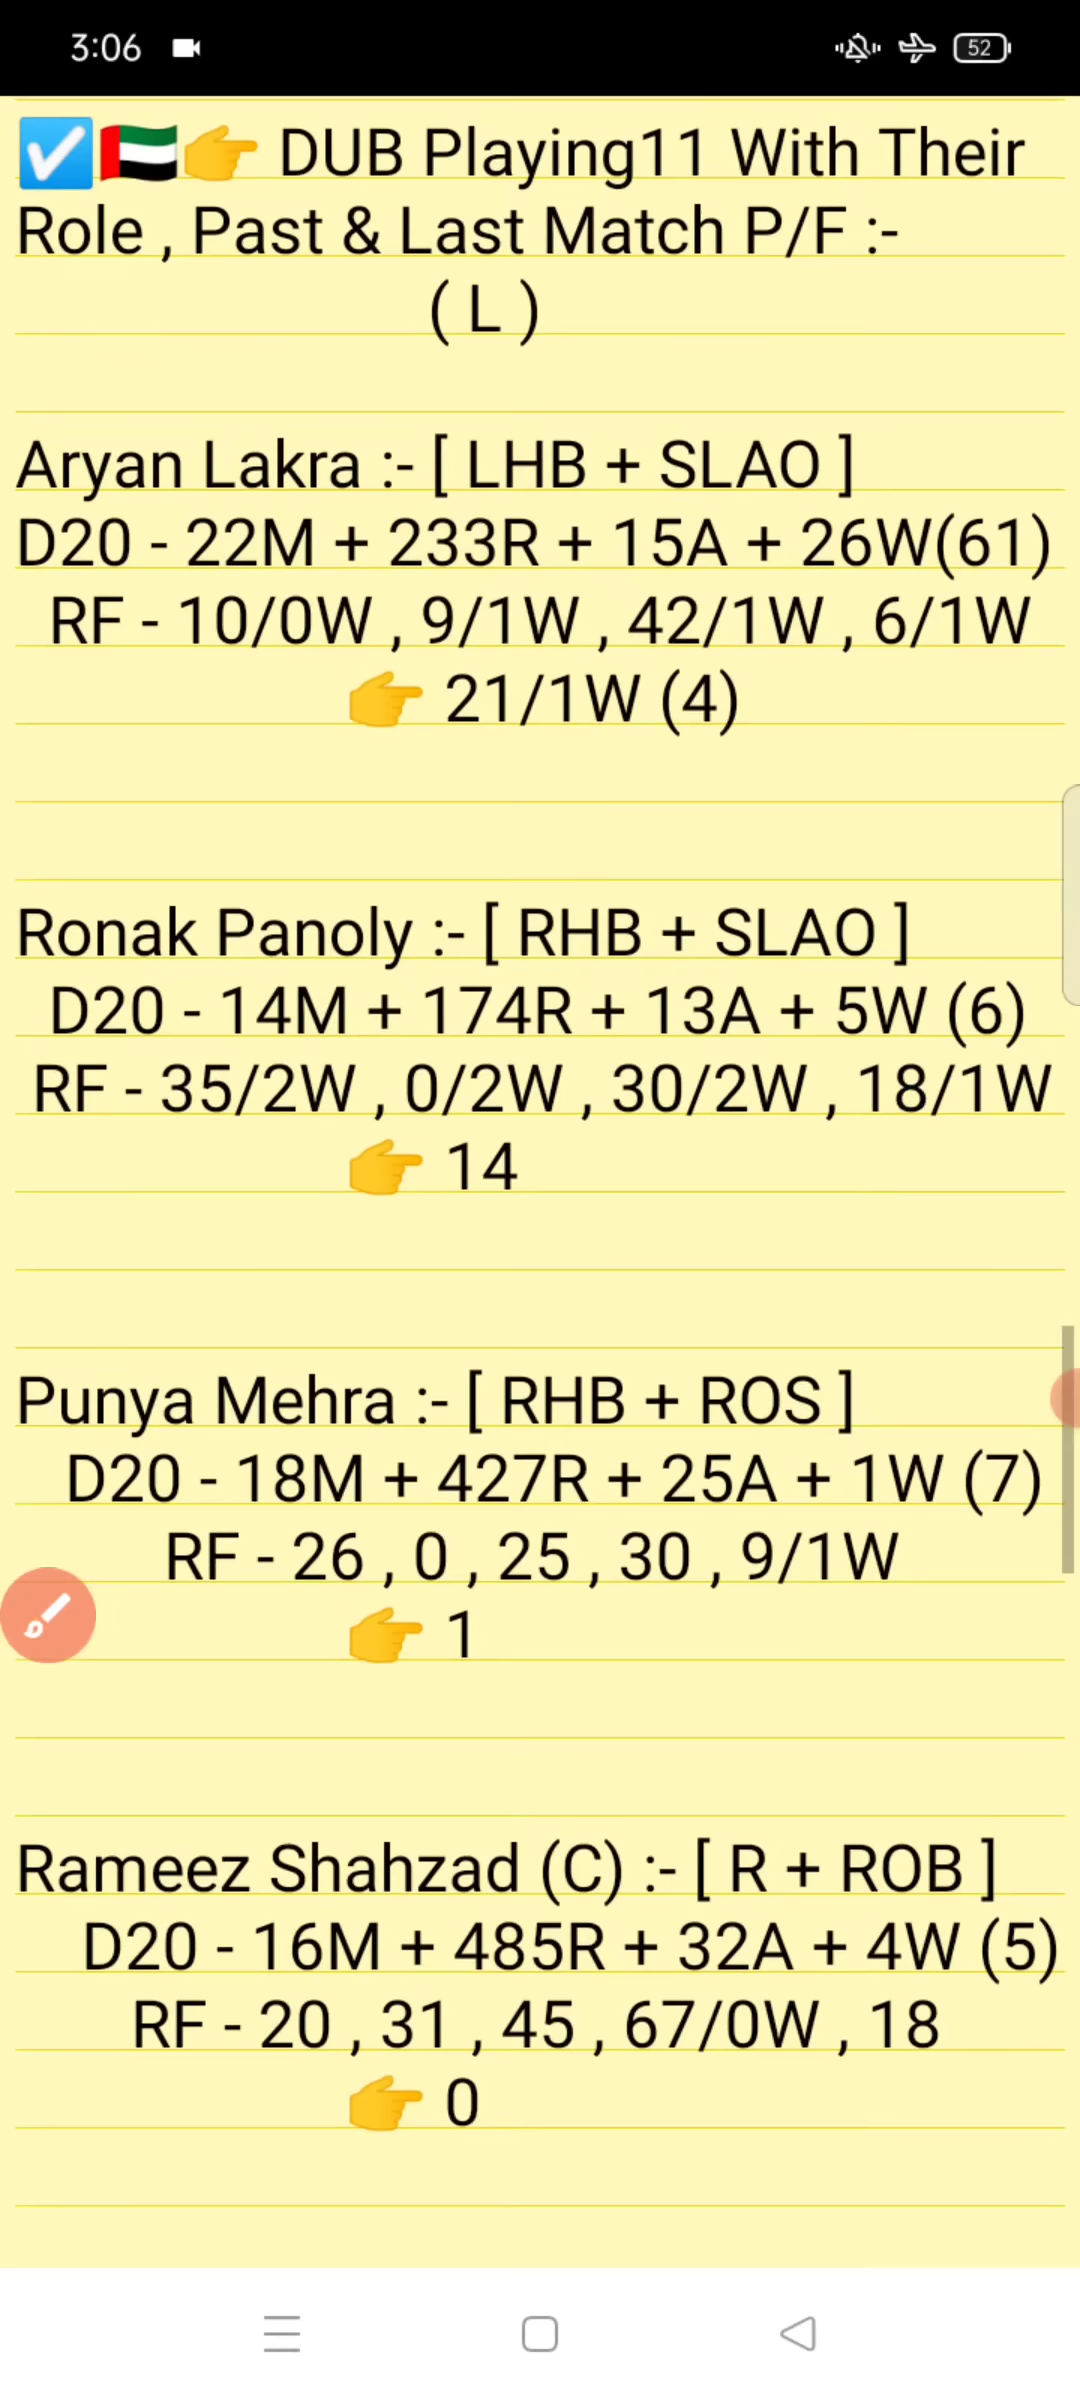 3:06
52
☑️🇦🇪👉 DUB Playing11 With Their
Role , Past & Last Match P/F :-
( L )
Aryan Lakra :- [ LHB + SLAO ]
D20 - 22M + 233R + 15A + 26W(61)
RF - 10/0W , 9/1W , 42/1W , 6/1W
👉 21/1W (4)
Ronak Panoly :- [ RHB + SLAO ]
D20 - 14M + 174R + 13A + 5W (6)
RF - 35/2W , 0/2W , 30/2W , 18/1W
👉 14
Punya Mehra :- [ RHB + ROS ]
D20 - 18M + 427R + 25A + 1W (7)
RF - 26 , 0 , 25 , 30 , 9/1W
👉 1
Rameez Shahzad (C) :- [ R + ROB ]
D20 - 16M + 485R + 32A + 4W (5)
RF - 20 , 31 , 45 , 67/0W , 18
👉 0